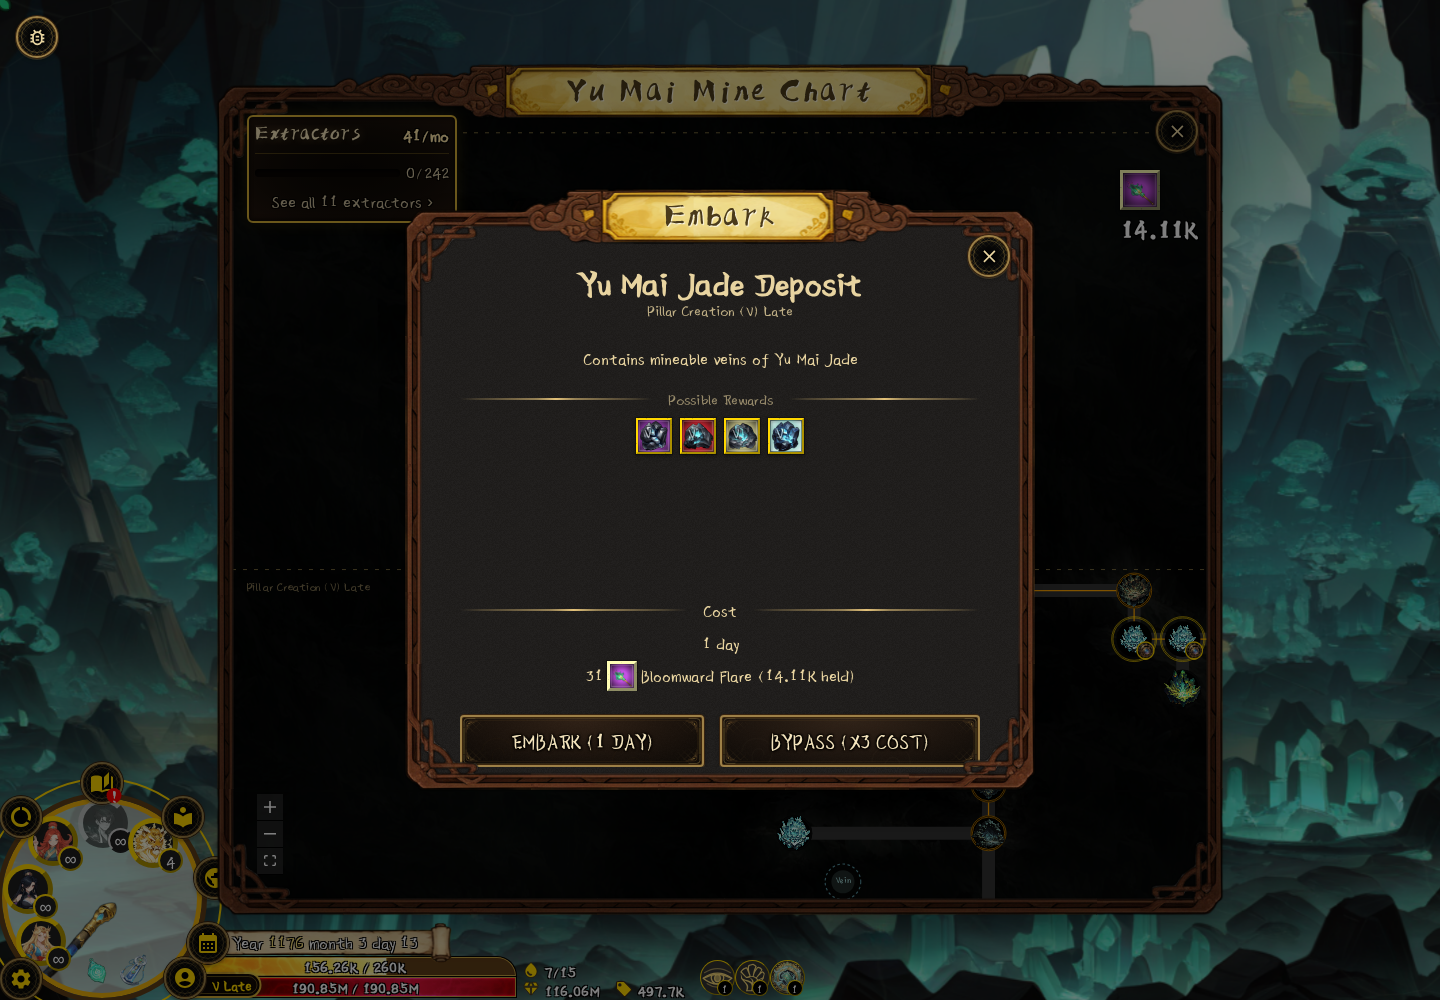 Yu Mai Mine Chart
Extractors 41/mo
0/242
See all 11 extractors >
14.11K
Embark
Yu Mai Jade Deposit
Pillar Creation (V) Late
Contains mineable veins of Yu Mai Jade
Possible Rewards
Pillar Creation (V) Late
Cost
1 day
31 Bloomward Flare (14.11K held)
EMBARK (1 DAY)
BYPASS (X3 COST)
Vein
∞
∞
4
∞
∞
Year 1176 month 3 day 13
156.26K / 260K
V Late
190.85M / 190.85M
7/15
116.06M
497.7K
f
f
f